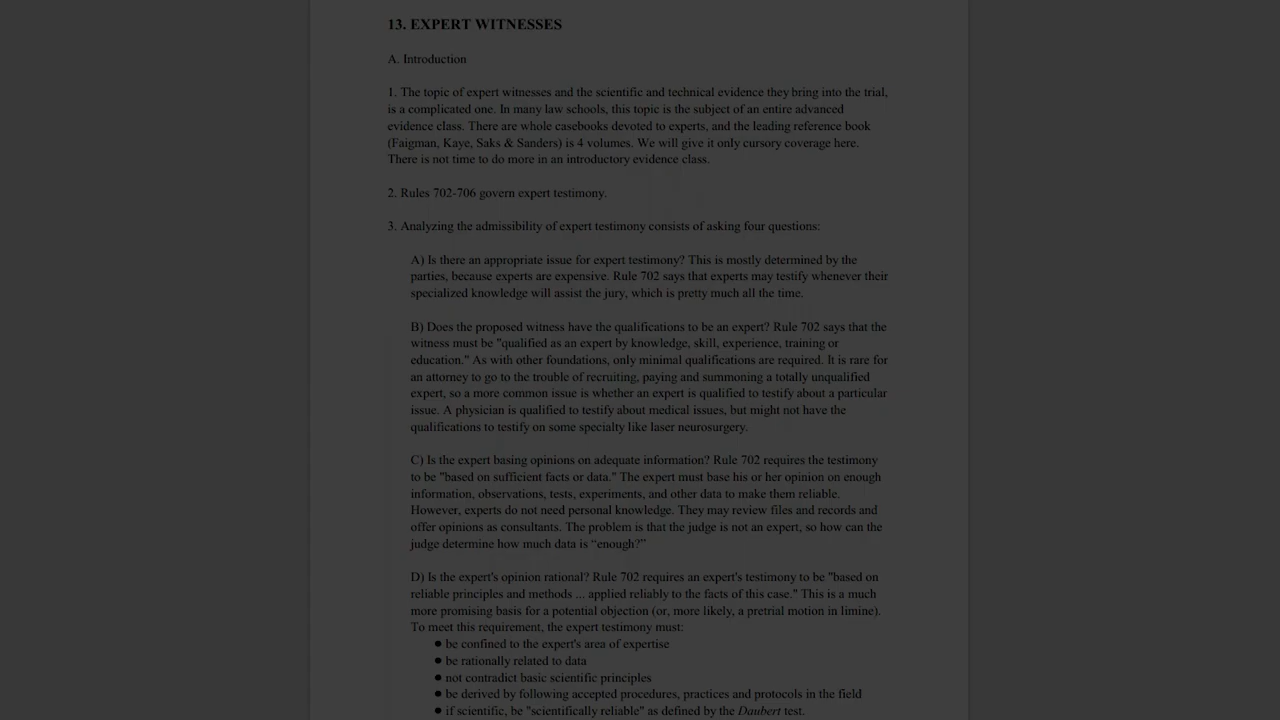 13. EXPERT WITNESSES
A. Introduction
1. The topic of expert witnesses and the scientific and technical evidence they bring into the trial,
is a complicated one. In many law schools, this topic is the subject of an entire advanced
evidence class. There are whole casebooks devoted to experts, and the leading reference book
(Faigman, Kaye, Saks & Sanders) is 4 volumes. We will give it only cursory coverage here.
There is not time to do more in an introductory evidence class.
2. Rules 702-706 govern expert testimony.
3. Analyzing the admissibility of expert testimony consists of asking four questions:
A) Is there an appropriate issue for expert testimony? This is mostly determined by the
parties, because experts are expensive. Rule 702 says that experts may testify whenever their
specialized knowledge will assist the jury, which is pretty much all the time.
B) Does the proposed witness have the qualifications to be an expert? Rule 702 says that the
witness must be "qualified as an expert by knowledge, skill, experience, training or
education." As with other foundations, only minimal qualifications are required. It is rare for
an attorney to go to the trouble of recruiting, paying and summoning a totally unqualified
expert, so a more common issue is whether an expert is qualified to testify about a particular
issue. A physician is qualified to testify about medical issues, but might not have the
qualifications to testify on some specialty like laser neurosurgery.
C) Is the expert basing opinions on adequate information? Rule 702 requires the testimony
to be "based on sufficient facts or data." The expert must base his or her opinion on enough
information, observations, tests, experiments, and other data to make them reliable.
However, experts do not need personal knowledge. They may review files and records and
offer opinions as consultants. The problem is that the judge is not an expert, so how can the
judge determine how much data is “enough?”
D) Is the expert's opinion rational? Rule 702 requires an expert's testimony to be "based on
reliable principles and methods ... applied reliably to the facts of this case." This is a much
more promising basis for a potential objection (or, more likely, a pretrial motion in limine).
To meet this requirement, the expert testimony must:
● be confined to the expert's area of expertise
● be rationally related to data
● not contradict basic scientific principles
● be derived by following accepted procedures, practices and protocols in the field
● if scientific, be "scientifically reliable" as defined by the Daubert test.